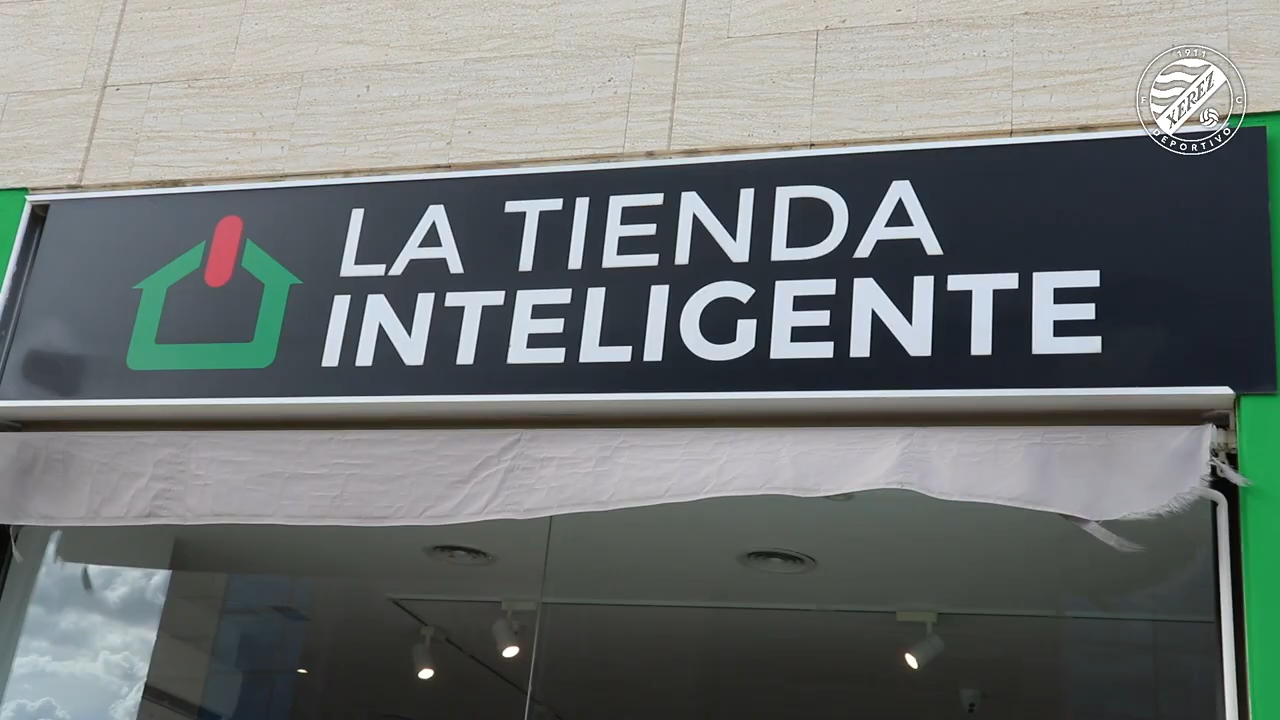 1911
F XEREZ C
DEPORTIVO
LA TIENDA
INTELIGENTE